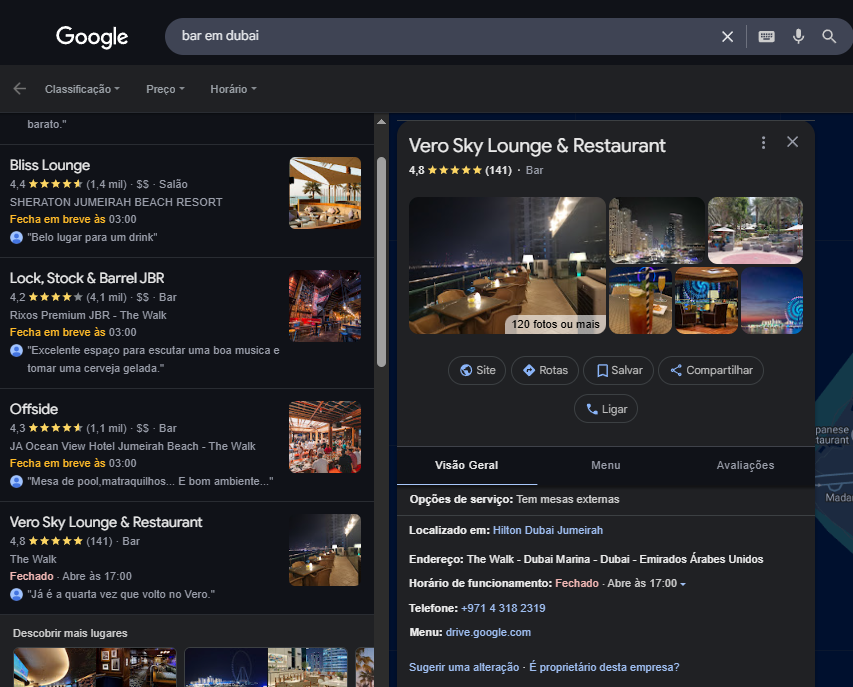 Google
bar em dubai
Classificação
Preço
Horário
barato."
Bliss Lounge
4,4 (1,4 mil) · $$ · Salão
SHERATON JUMEIRAH BEACH RESORT
Fecha em breve às 03:00
"Belo lugar para um drink"
Lock, Stock & Barrel JBR
4,2 (4,1 mil) · $$ · Bar
Rixos Premium JBR - The Walk
Fecha em breve às 03:00
"Excelente espaço para escutar uma boa musica e
tomar uma cerveja gelada."
Offside
4,3 (1,1 mil) · $$ · Bar
JA Ocean View Hotel Jumeirah Beach - The Walk
Fecha em breve às 03:00
"Mesa de pool,matraquilhos... E bom ambiente..."
Vero Sky Lounge & Restaurant
4,8 (141) · Bar
The Walk
Fechado · Abre às 17:00
"Já é a quarta vez que volto no Vero."
Descobrir mais lugares
Vero Sky Lounge & Restaurant
4,8 (141) · Bar
120 fotos ou mais
Site
Rotas
Salvar
Compartilhar
Ligar
Visão Geral
Menu
Avaliações
Opções de serviço: Tem mesas externas
Localizado em: Hilton Dubai Jumeirah
Endereço: The Walk - Dubai Marina - Dubai - Emirados Árabes Unidos
Horário de funcionamento: Fechado · Abre às 17:00
Telefone: +971 4 318 2319
Menu: drive.google.com
Sugerir uma alteração · É proprietário desta empresa?
panese
taurant
Madar